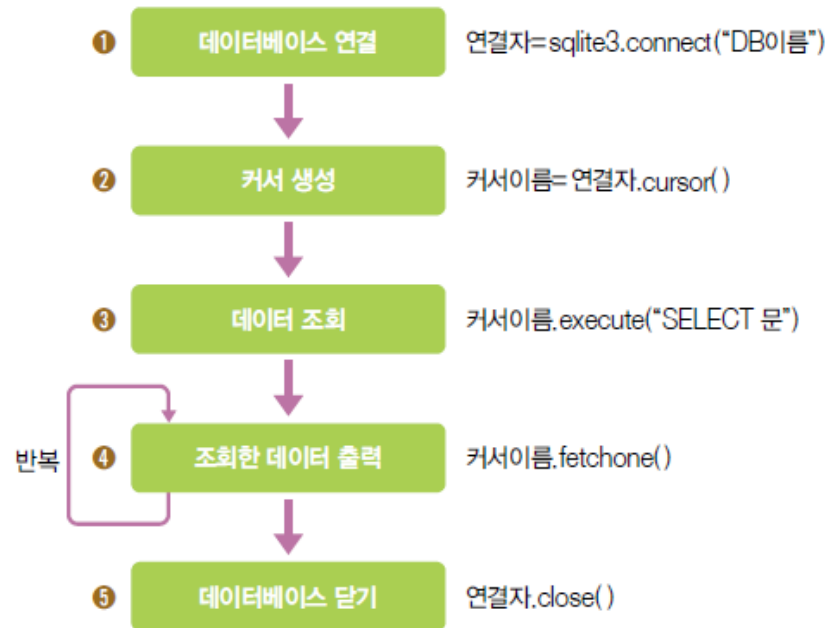 ❶ 데이터베이스 연결 연결자=sqlite3.connect(“DB이름”)
❷ 커서 생성 커서이름=연결자.cursor()
❸ 데이터 조회 커서이름.execute(“SELECT 문”)
반복 ❹ 조회한 데이터 출력 커서이름.fetchone()
❺ 데이터베이스 닫기 연결자.close()